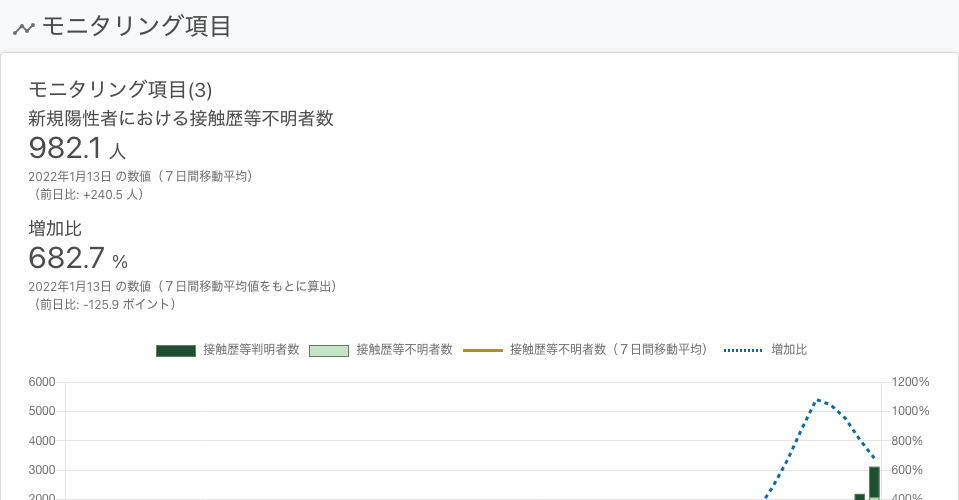 モニタリング項目
モニタリング項目(3)
新規陽性者における接触歴等不明者数
982.1 人
2022年1月13日 の数値（７日間移動平均）
（前日比: +240.5 人）
増加比
682.7 %
2022年1月13日 の数値（７日間移動平均値をもとに算出）
（前日比: -125.9 ポイント）
接触歴等判明者数 接触歴等不明者数 接触歴等不明者数（７日間移動平均） 増加比
6000 1200%
5000 1000%
4000 800%
3000 600%
2000 400%